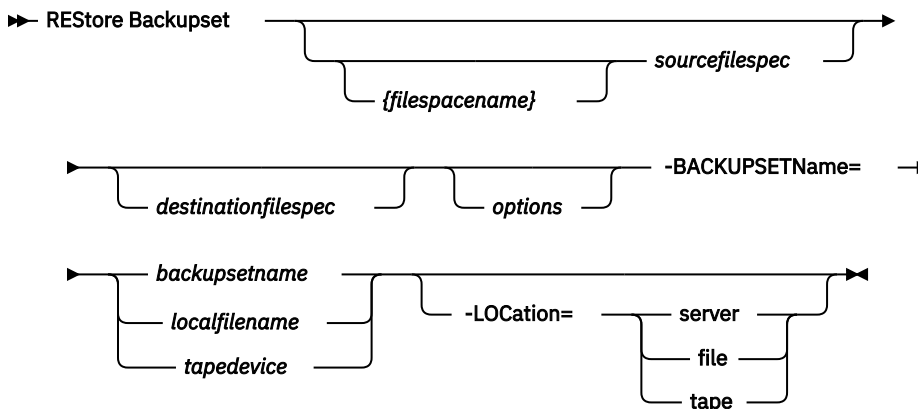 REStore Backupset
sourcefilespec
{filespacename}
-BACKUPSETName=
destinationfilespec
options
backupsetname
localfilename
tapedevice
-LOCation=
server
file
tape